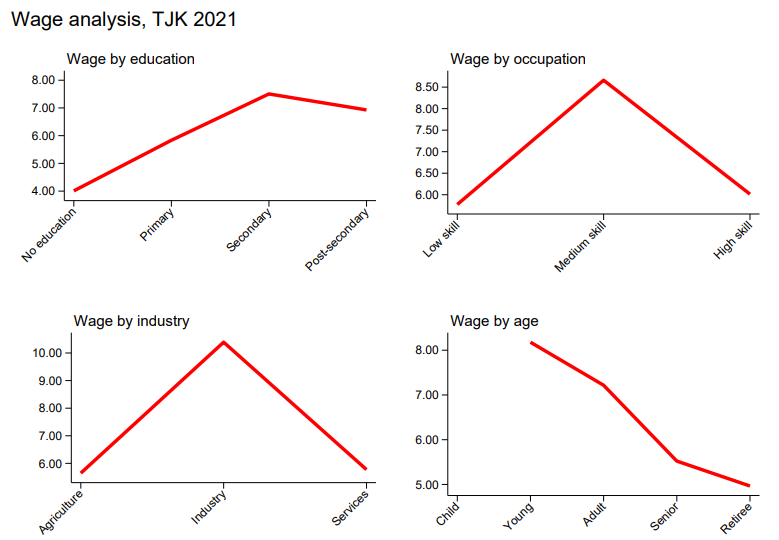 Wage analysis, TJK 2021
Wage by education
8.00
7.00
6.00
5.00
4.00
No education
Primary
Secondary
Post-secondary
Wage by occupation
8.50
8.00
7.50
7.00
6.50
6.00
Low skill
Medium skill
High skill
Wage by industry
10.00
9.00
8.00
7.00
6.00
Agriculture
Industry
Services
Wage by age
8.00
7.00
6.00
5.00
Child
Young
Adult
Senior
Retiree